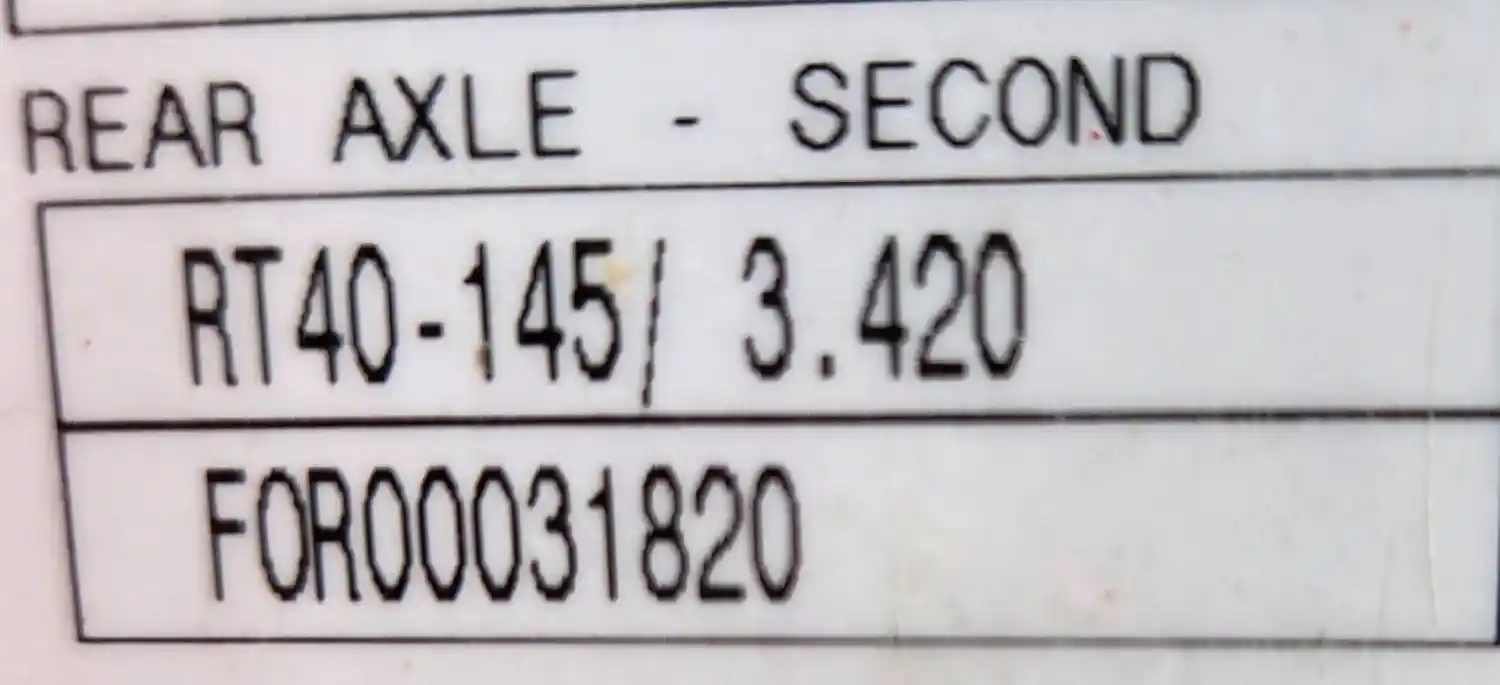 REAR AXLE - SECOND
RT40-145/ 3.420
FOR00031820